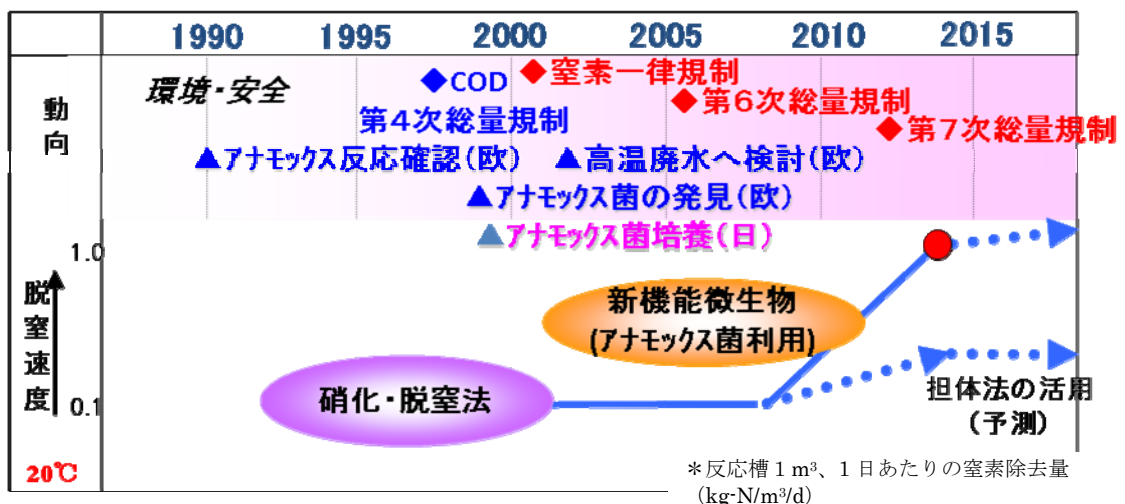 1990 1995 2000 2005 2010 2015
動向
環境・安全
◆COD
第4次総量規制
◆窒素一律規制
◆第6次総量規制
◆第7次総量規制
▲アナモックス反応確認(欧)
▲高温廃水へ検討(欧)
▲アナモックス菌の発見(欧)
▲アナモックス菌培養(日)
脱窒速度
1.0
0.1
20℃
新機能微生物
(アナモックス菌利用)
硝化・脱窒法
担体法の活用
(予測)
*反応槽1m³、1日あたりの窒素除去量
(kg-N/m³/d)